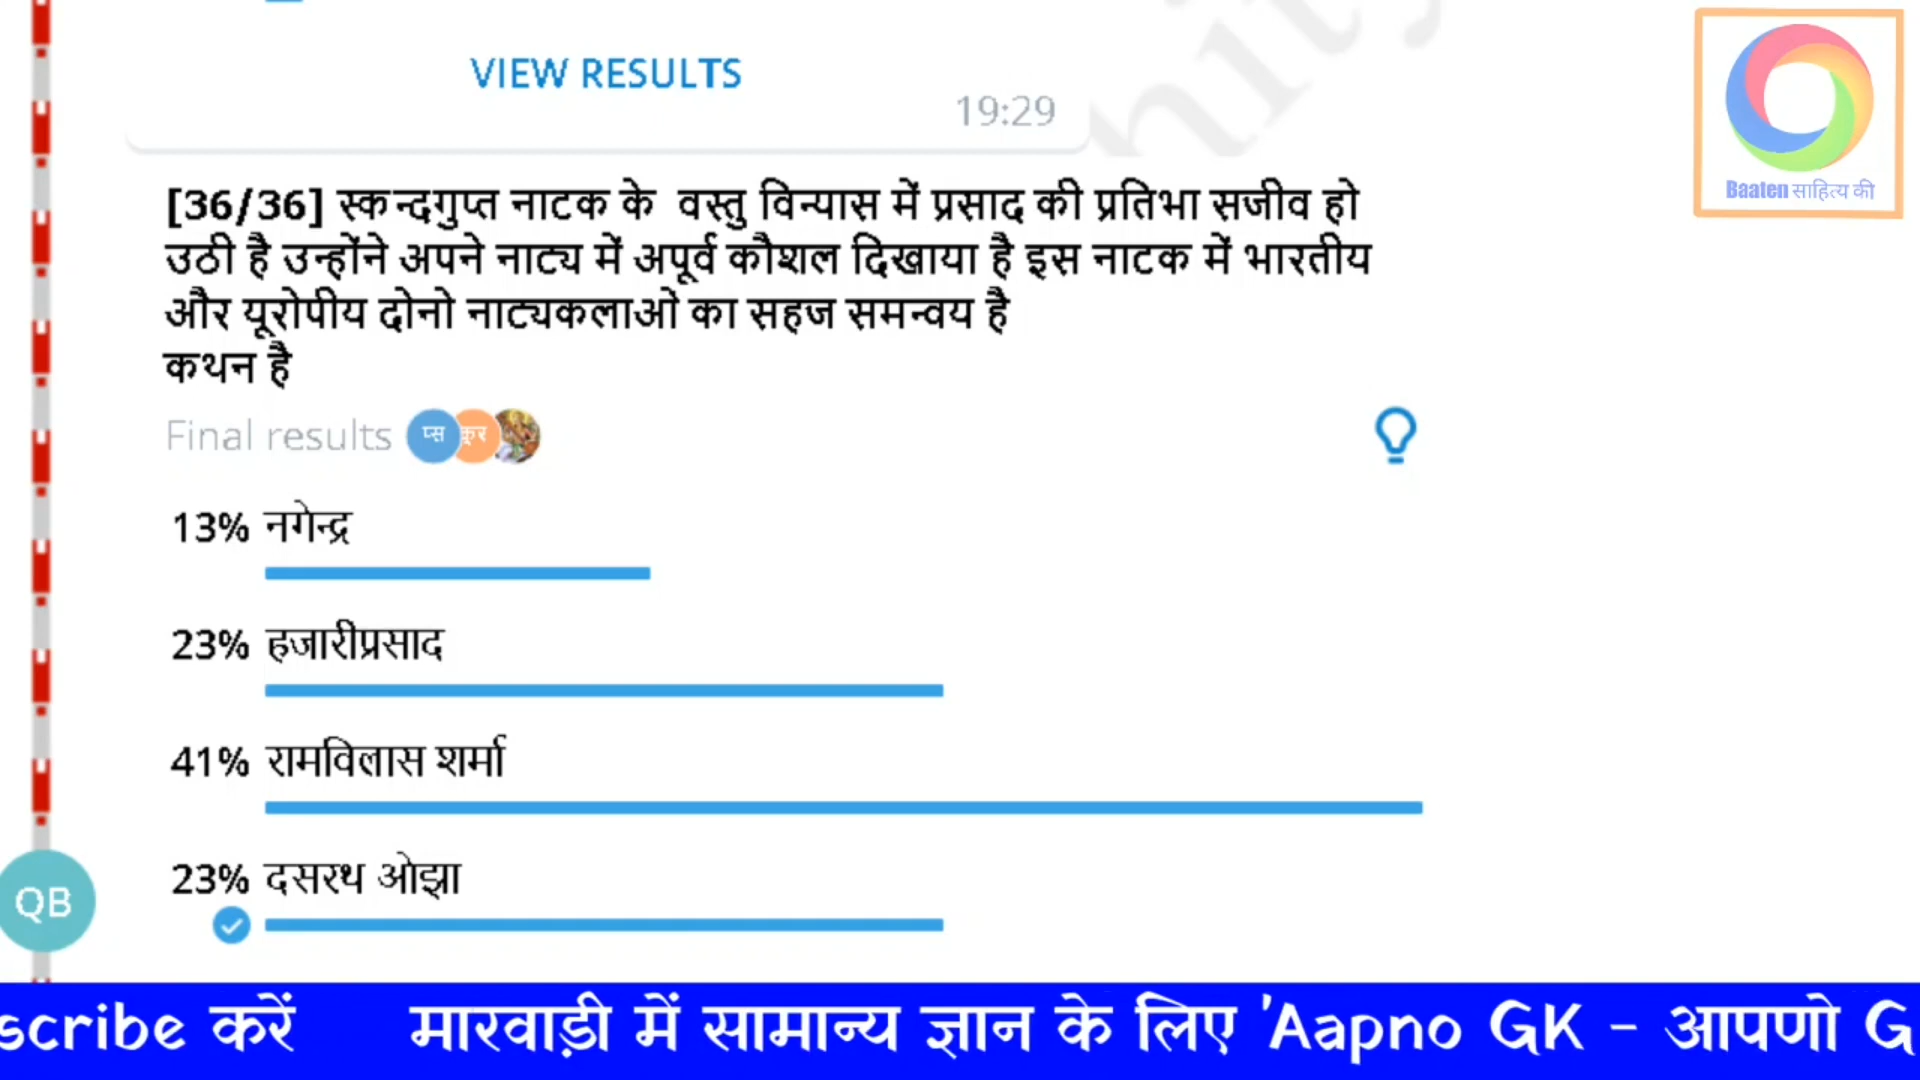 VIEW RESULTS
19:29
Baaten साहित्य की
[36/36] स्कन्दगुप्त नाटक के वस्तु विन्यास में प्रसाद की प्रतिभा सजीव हो
उठी है उन्होंने अपने नाट्य में अपूर्व कौशल दिखाया है इस नाटक में भारतीय
और यूरोपीय दोनो नाट्यकलाओं का सहज समन्वय है
कथन है
Final results प्स कूर
13% नगेन्द्र
23% हजारीप्रसाद
41% रामविलास शर्मा
23% दसरथ ओझा
QB
scribe करें मारवाड़ी में सामान्य ज्ञान के लिए 'Aapno GK - आपणो G